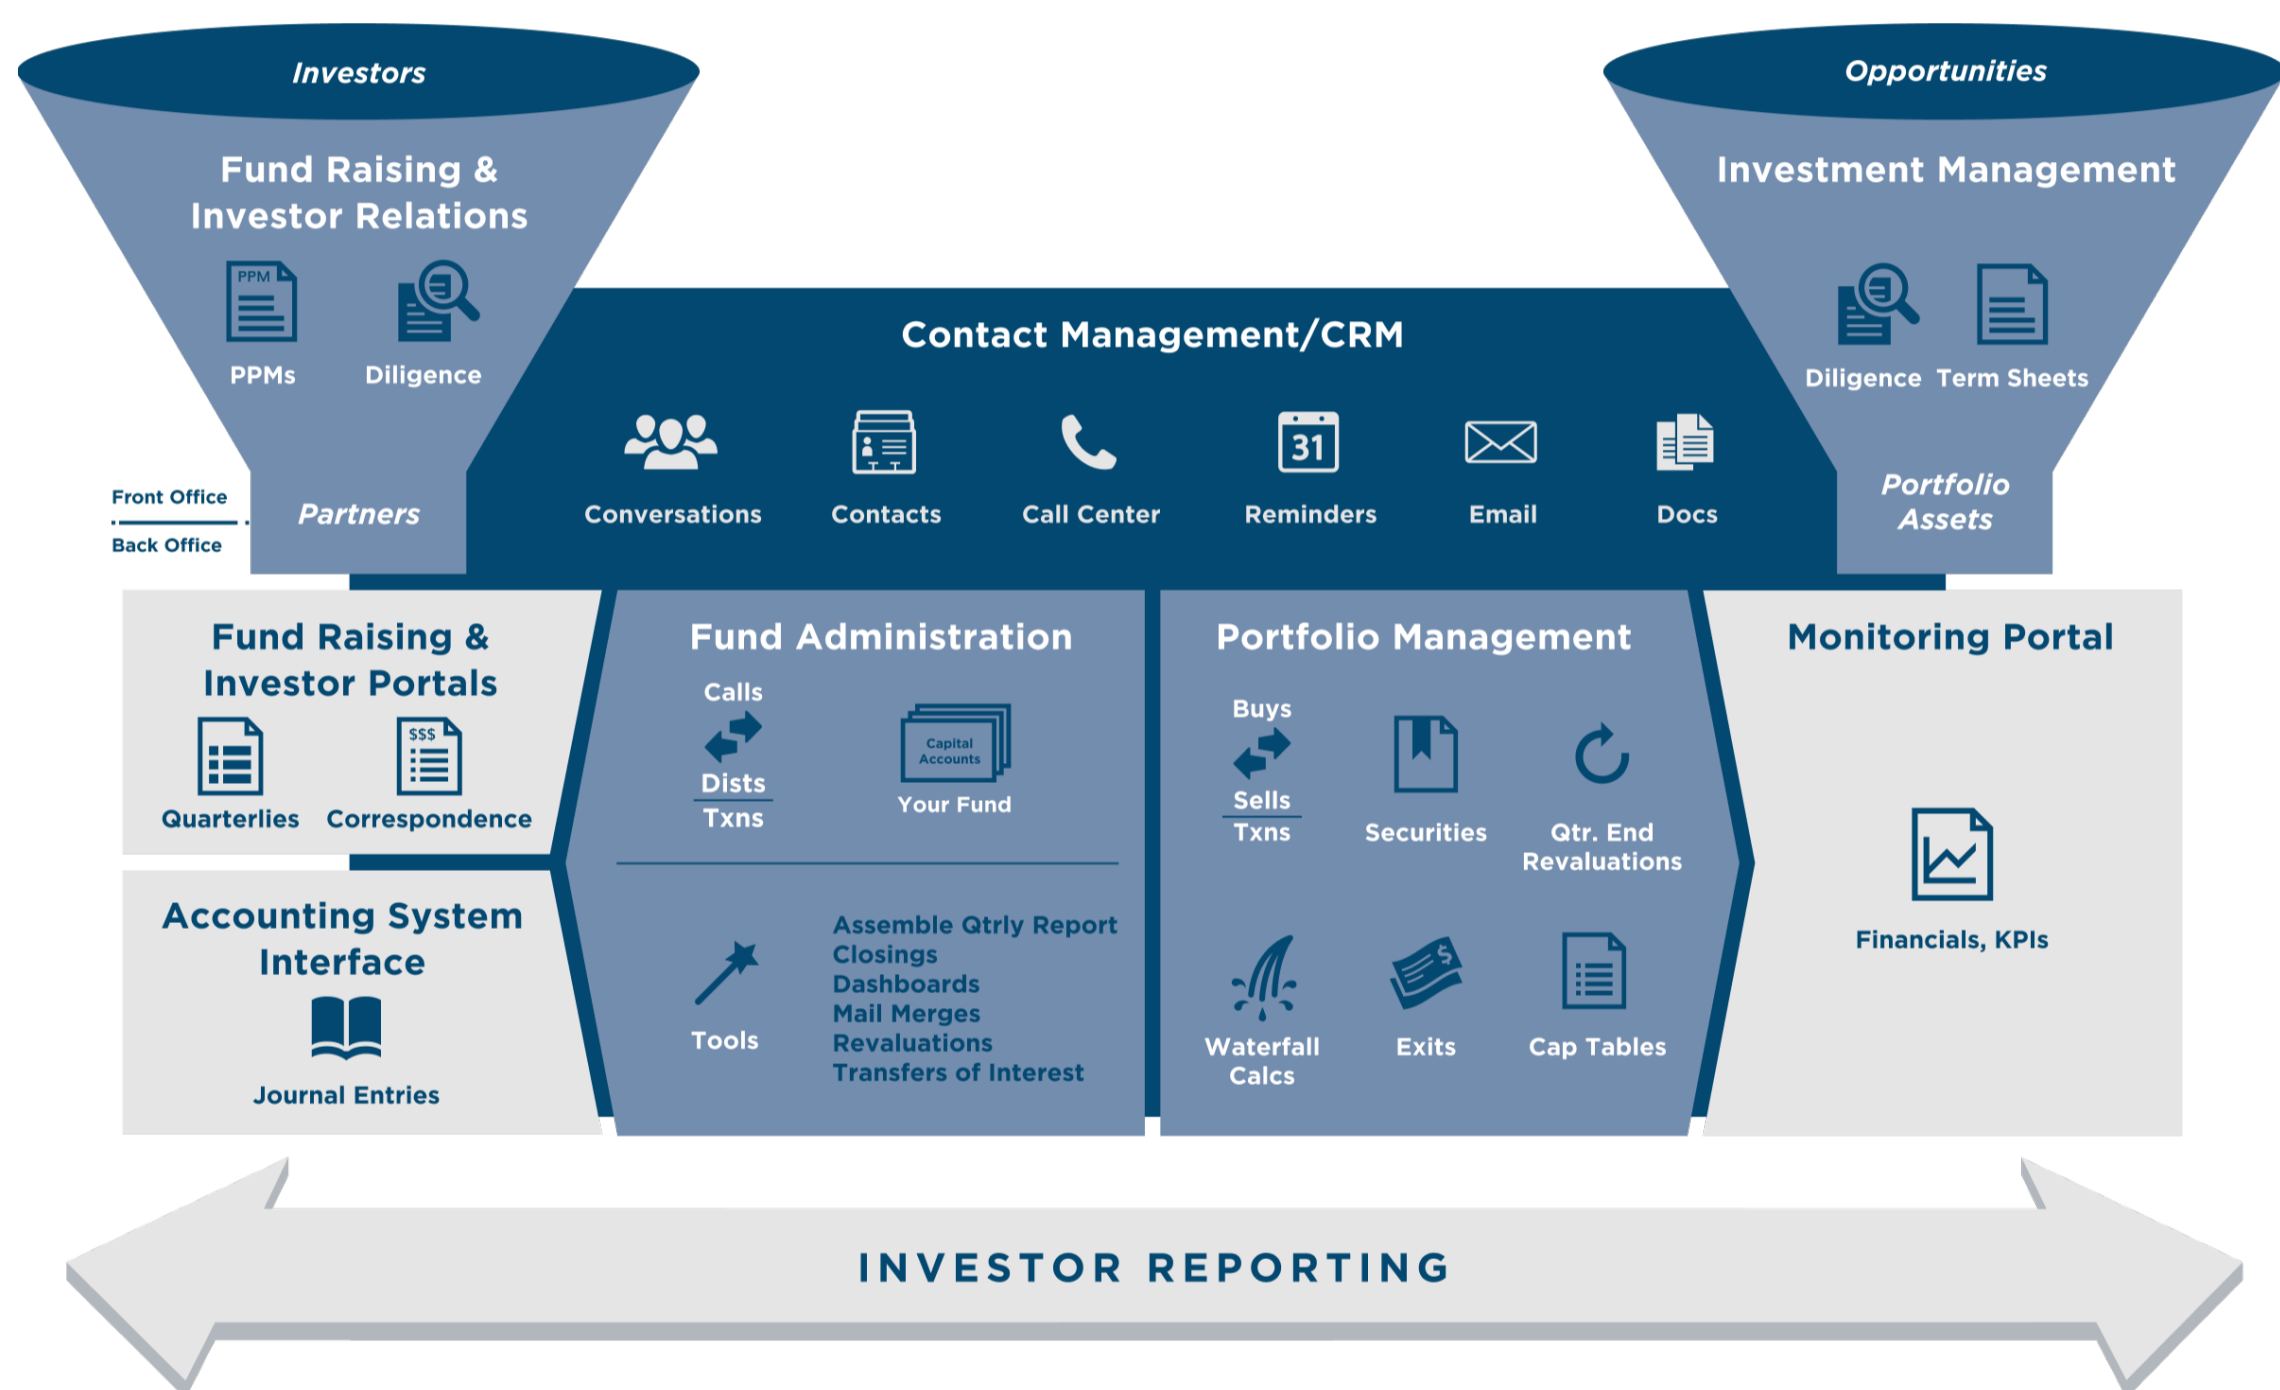 Investors
Fund Raising &
Investor Relations
PPM
PPMs
Diligence
Partners
Front Office
Back Office
Opportunities
Investment Management
Diligence
Term Sheets
Portfolio
Assets
Contact Management/CRM
31
Conversations
Contacts
Call Center
Reminders
Email
Docs
Fund Raising &
Investor Portals
$$$
Quarterlies
Correspondence
Accounting System
Interface
Journal Entries
Fund Administration
Calls
Dists
Txns
Capital
Accounts
Your Fund
Tools
Assemble Qtrly Report
Closings
Dashboards
Mail Merges
Revaluations
Transfers of Interest
Portfolio Management
Buys
Sells
Txns
Securities
Qtr. End
Revaluations
Waterfall
Calcs
$
Exits
Cap Tables
Monitoring Portal
Financials, KPIs
INVESTOR REPORTING